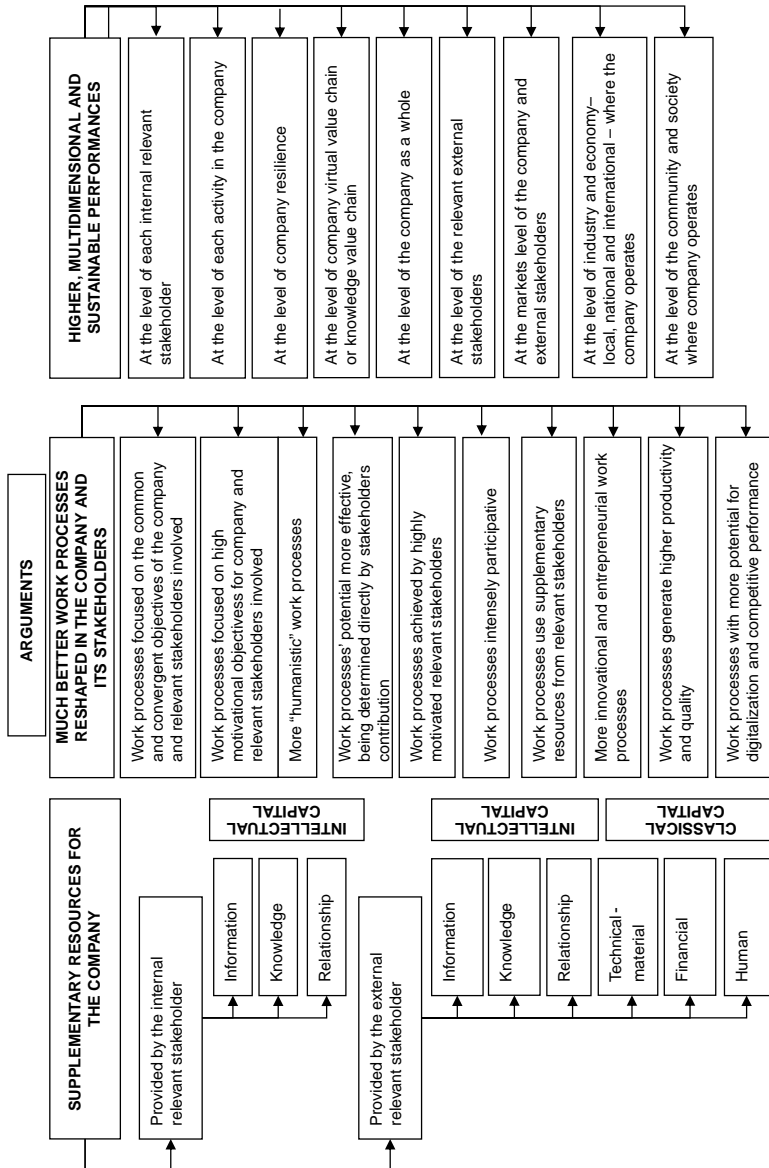 ARGUMENTS
SUPPLEMENTARY RESOURCES FOR
THE COMPANY
Provided by the internal
relevant stakeholder
Information
Knowledge
Relationship
INTELLECTUAL
CAPITAL
Provided by the external
relevant stakeholder
Information
Knowledge
Relationship
Technical-
material
Financial
Human
INTELLECTUAL
CAPITAL
CLASSICAL
CAPITAL
MUCH BETTER WORK PROCESSES
RESHAPED IN THE COMPANY AND
ITS STAKEHOLDERS
Work processes focused on the common
and convergent objectives of the company
and relevant stakeholders involved
Work processes focused on high
motivational objectivess for company and
relevant stakeholders involved
More “humanistic” work processes
Work processes’ potential more effective,
being determined directly by stakeholders
contribution
Work processes achieved by highly
motivated relevant stakeholders
Work processes intensely participative
Work processes use supplementary
resources from relevant stakeholders
More innovational and entrepreneurial work
processes
Work processes generate higher productivity
and quality
Work processes with more potential for
digitalization and competitive performance
HIGHER, MULTIDIMENSIONAL AND
SUSTAINABLE PERFORMANCES
At the level of each internal relevant
stakeholder
At the level of each activity in the company
At the level of company resilience
At the level of company virtual value chain
or knowledge value chain
At the level of the company as a whole
At the level of the relevant external
stakeholders
At the markets level of the company and
external stakeholders
At the level of industry and economy–
local, national and international – where the
company operates
At the level of the community and society
where company operates